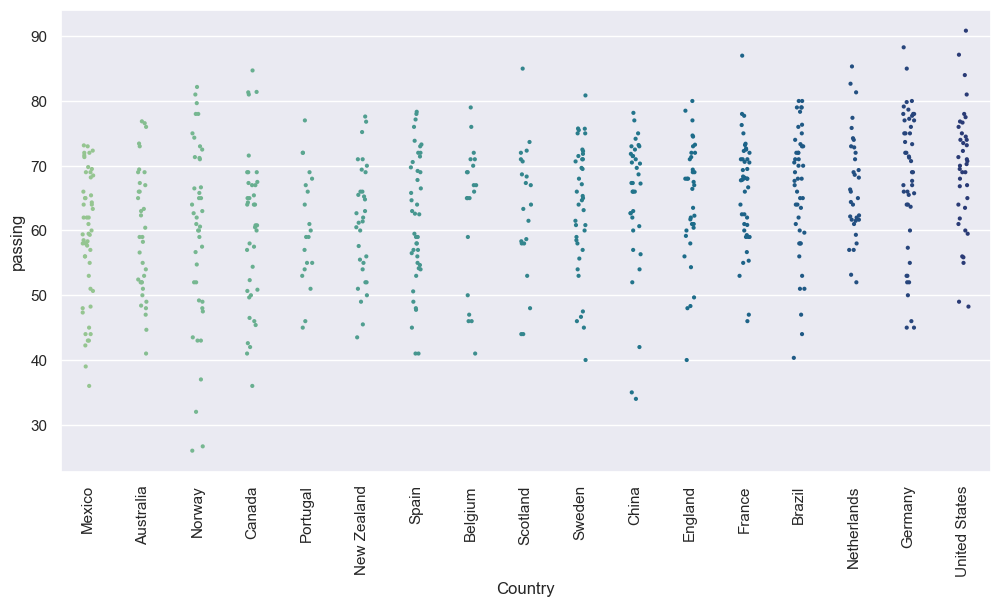 90
80
70
60
50
40
30
passing
Mexico
Australia
Norway
Canada
Portugal
New Zealand
Spain
Belgium
Scotland
Sweden
China
England
France
Brazil
Netherlands
Germany
United States
Country